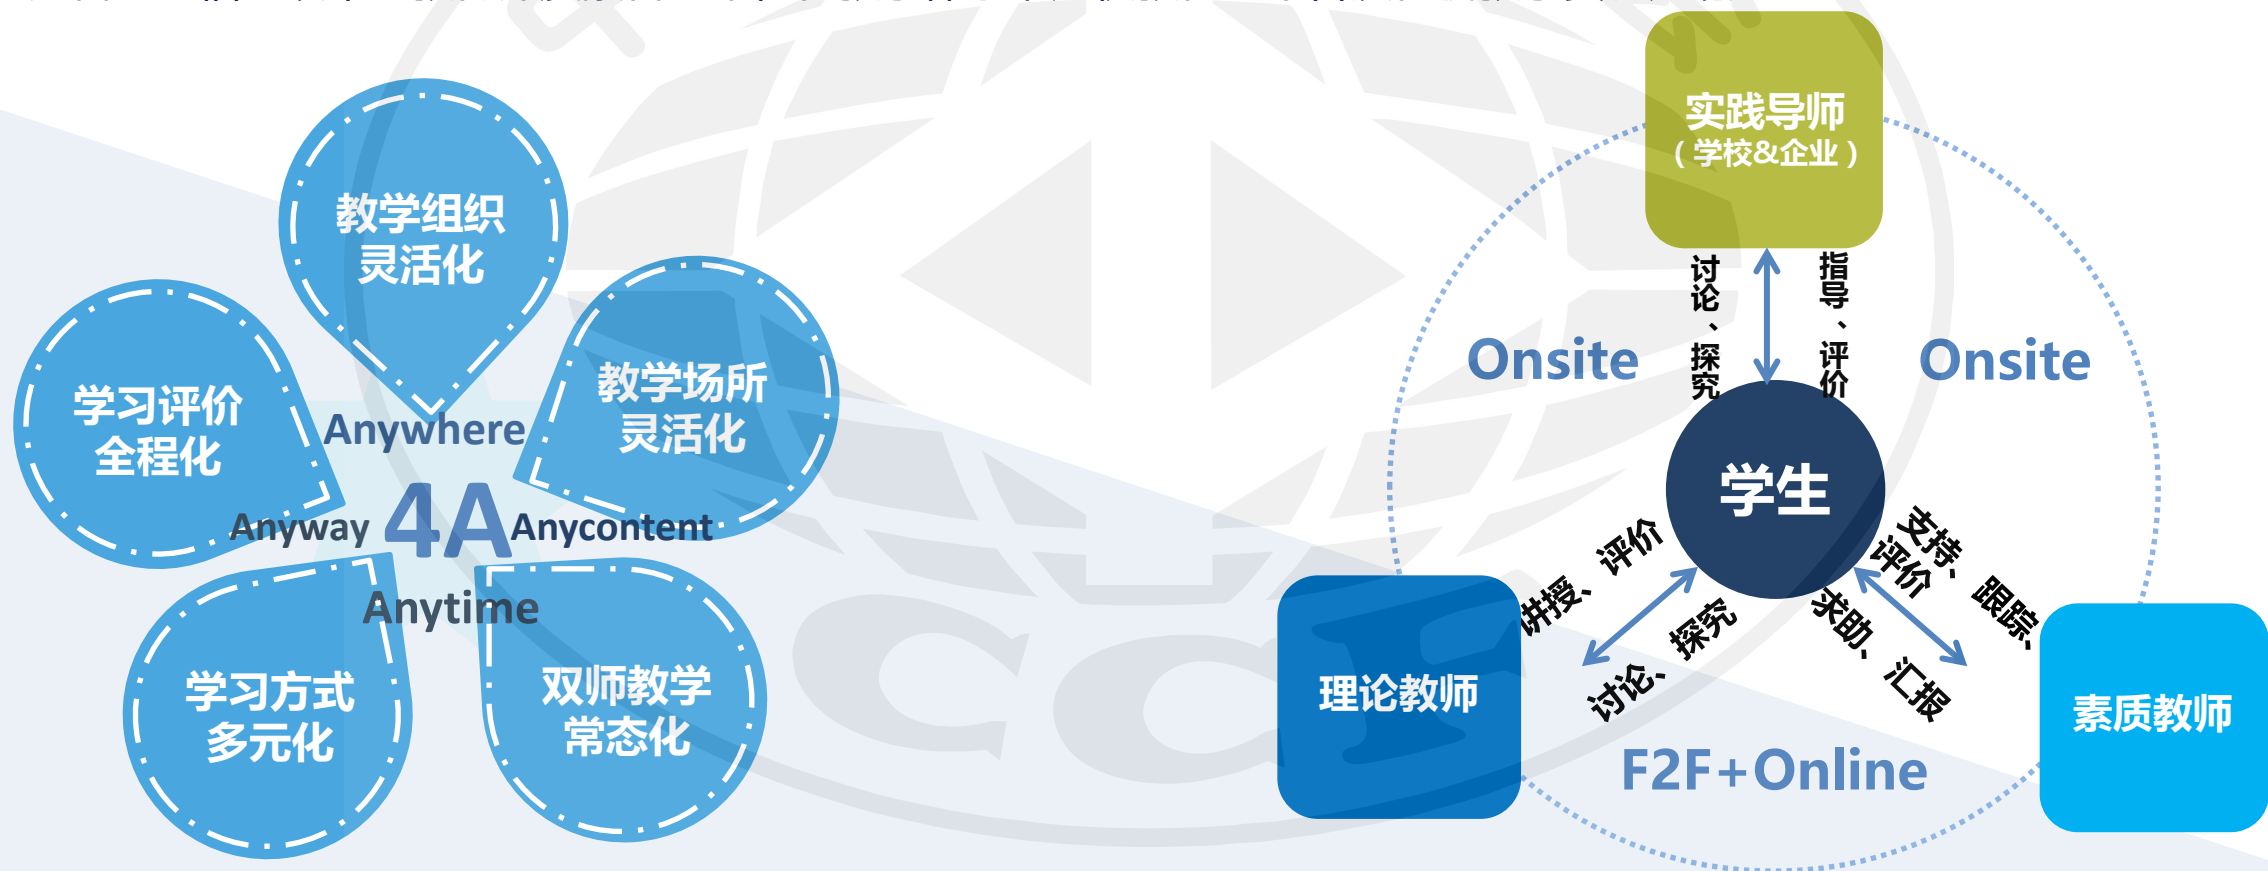 教学组织
灵活化
教学场所
灵活化
学习评价
全程化
Anywhere
Anyway
4A
Anycontent
Anytime
学习方式
多元化
双师教学
常态化
实践导师
(学校&企业)
讨论、探究
指导、评价
Onsite
Onsite
学生
讲授、评价
讨论、探究
支持、跟踪、
评价
求助、汇报
理论教师
素质教师
F2F+Online
CCF